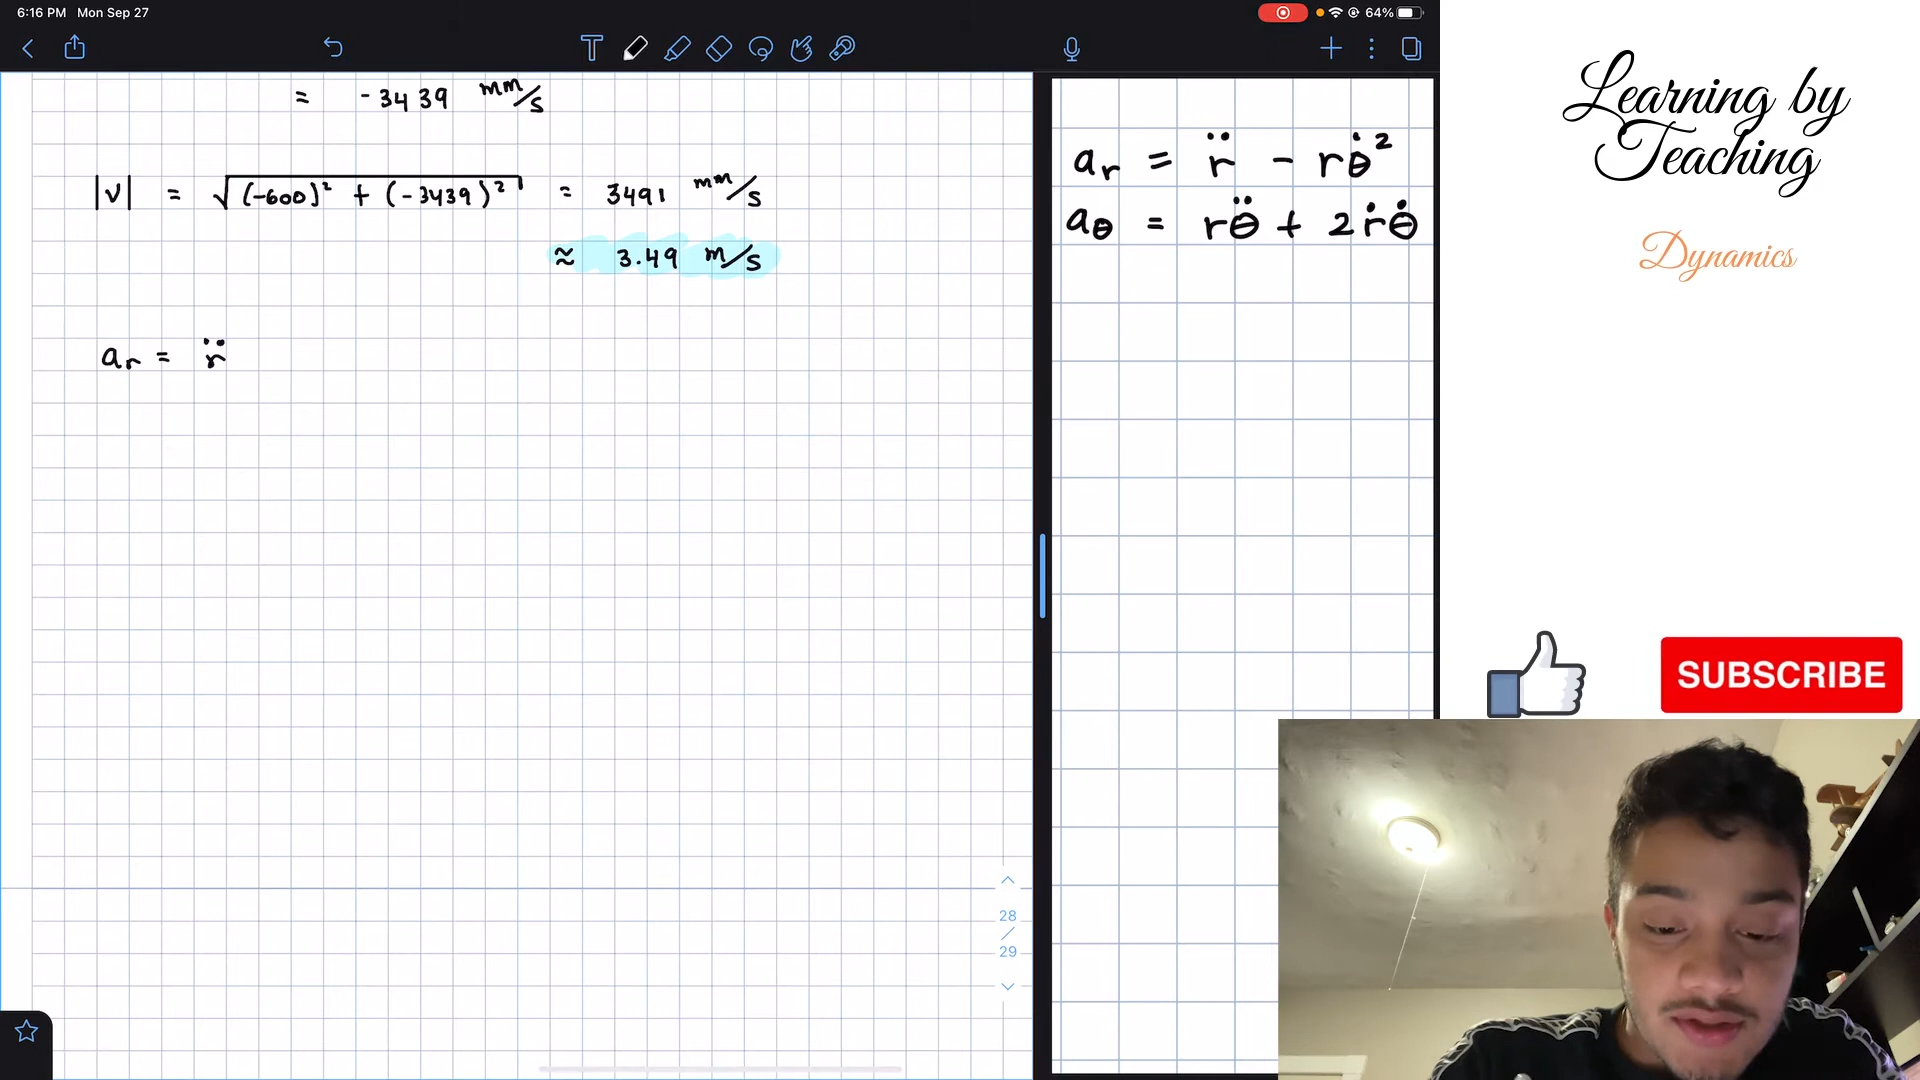 6:16 PM Mon Sep 27
64%
= -3439 mm/s
|v| = √(-600)² + (-3439)² = 3491 mm/s
≈ 3.49 m/s
aᵣ = r̈
28
/
29
aᵣ = r̈ - rθ̇²
aθ = rθ̈ + 2ṙθ̇
Learning by
Teaching
Dynamics
SUBSCRIBE